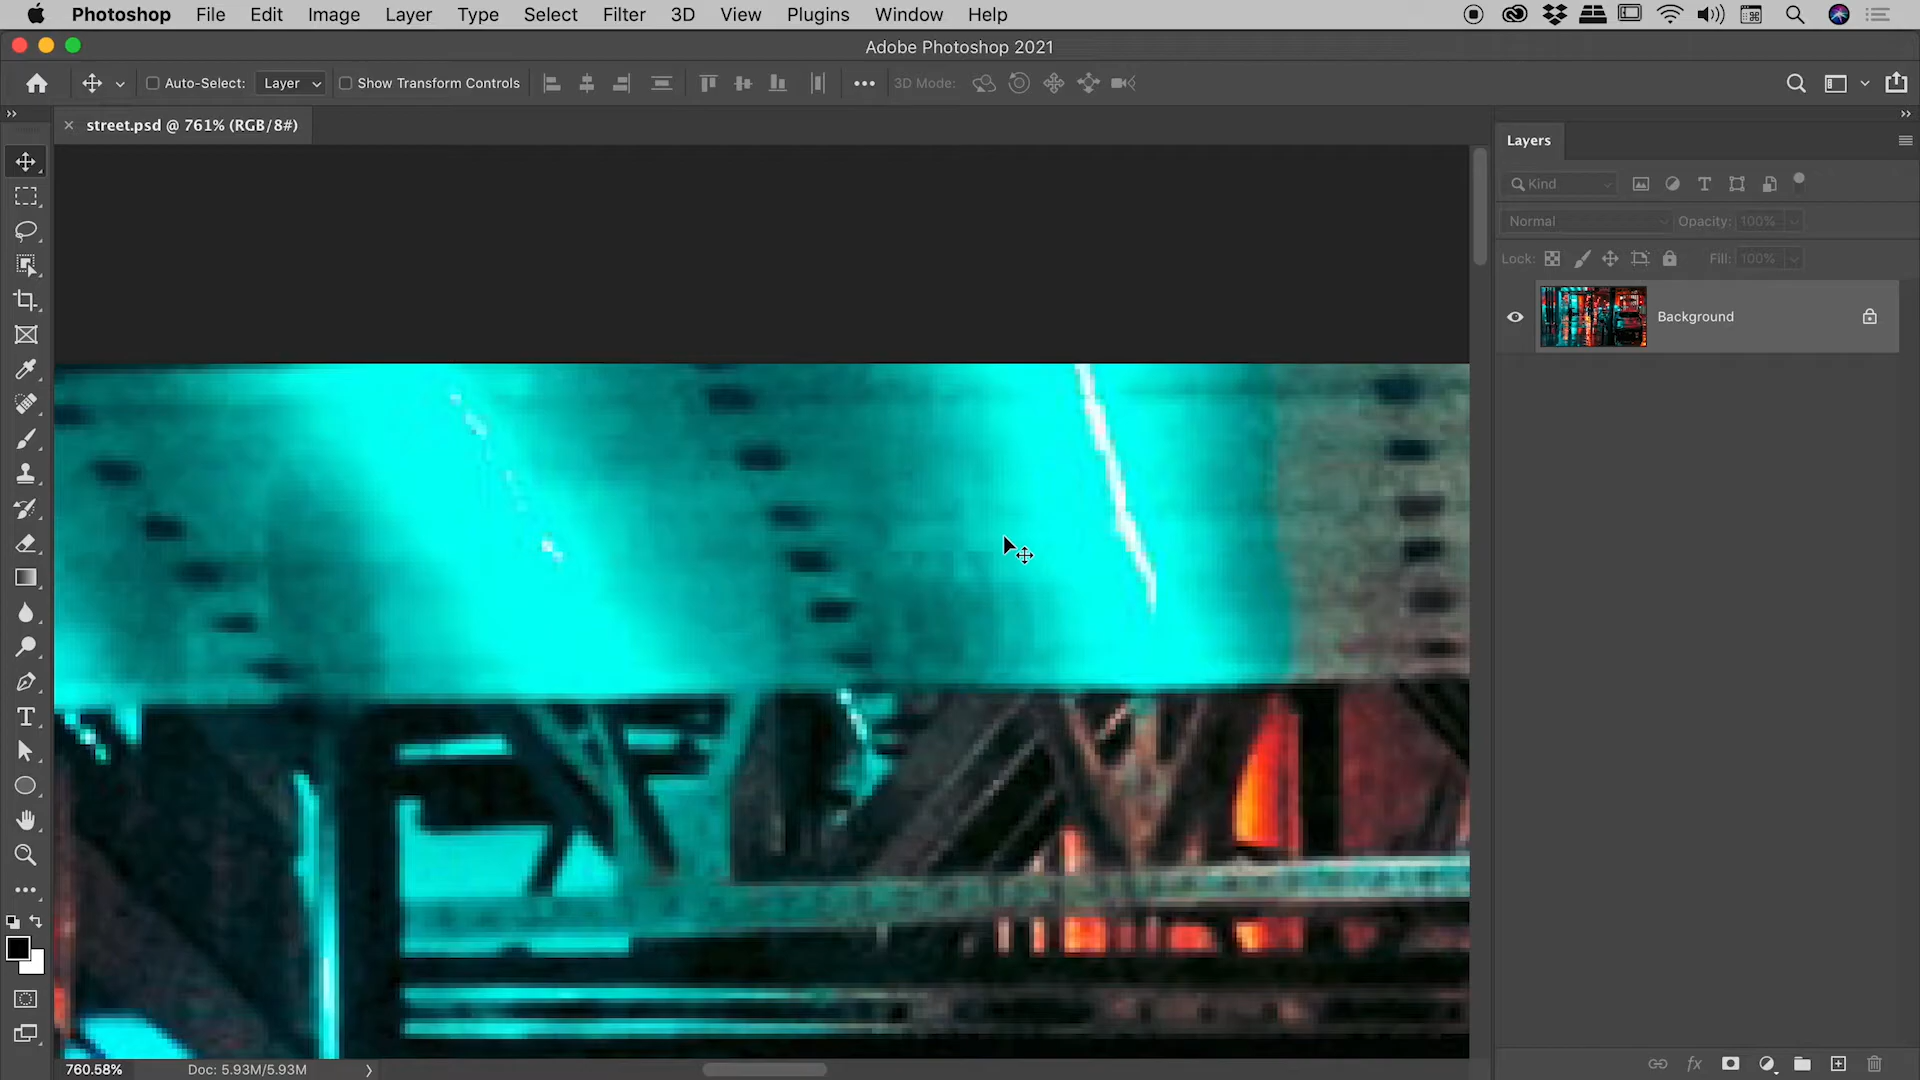 Photoshop File Edit Image Layer Type Select Filter 3D View Plugins Window Help
Adobe Photoshop 2021
Auto-Select: Layer Show Transform Controls 3D Mode:
street.psd @ 761% (RGB/8#)
Layers
Kind
Normal Opacity: 100%
Lock: Fill: 100%
Background
760.58% Doc: 5.93M/5.93M